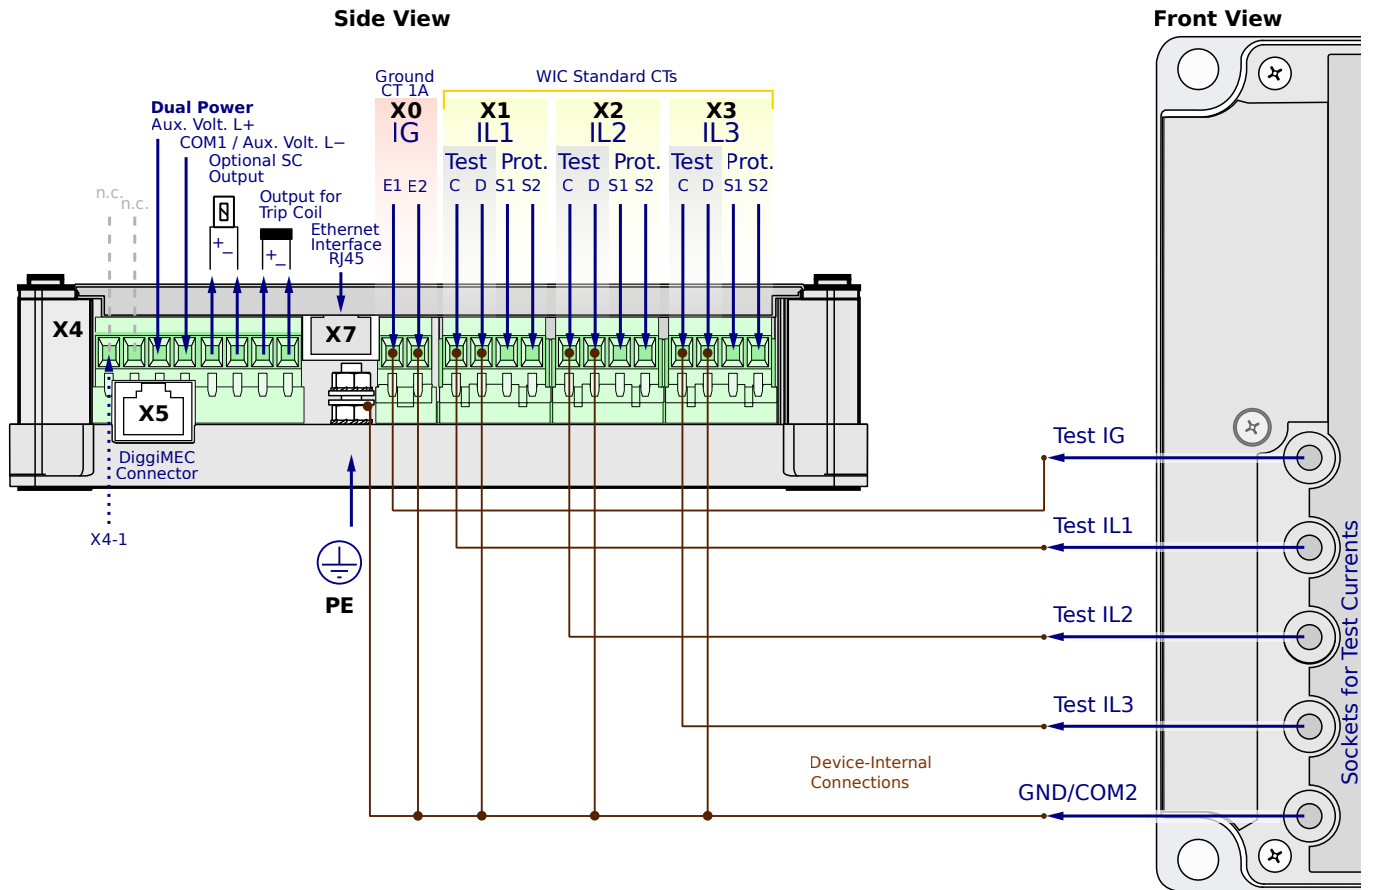 Side View
Front View
Ground
CT 1A
WIC Standard CTs
Dual Power
Aux. Volt. L+
COM1 / Aux. Volt. L−
Optional SC
Output
Output for
Trip Coil
Ethernet
Interface
RJ45
n.c.
n.c.
+
−
+
−
X0
IG
E1 E2
X1
IL1
Test Prot.
C D S1 S2
X2
IL2
Test Prot.
C D S1 S2
X3
IL3
Test Prot.
C D S1 S2
X4
X7
X5
DiggiMEC
Connector
X4-1
PE
Test IG
Test IL1
Test IL2
Test IL3
GND/COM2
Device-Internal
Connections
Sockets for Test Currents